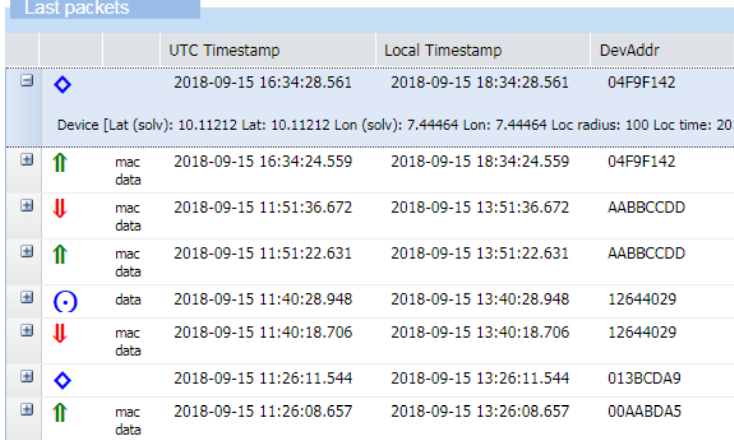 Last packets
UTC Timestamp Local Timestamp DevAddr
2018-09-15 16:34:28.561 2018-09-15 18:34:28.561 04F9F142
Device [Lat (solv): 10.11212 Lat: 10.11212 Lon (solv): 7.44464 Lon: 7.44464 Loc radius: 100 Loc time: 20
mac data 2018-09-15 16:34:24.559 2018-09-15 18:34:24.559 04F9F142
mac data 2018-09-15 11:51:36.672 2018-09-15 13:51:36.672 AABBCCDD
mac data 2018-09-15 11:51:22.631 2018-09-15 13:51:22.631 AABBCCDD
data 2018-09-15 11:40:28.948 2018-09-15 13:40:28.948 12644029
mac data 2018-09-15 11:40:18.706 2018-09-15 13:40:18.706 12644029
2018-09-15 11:26:11.544 2018-09-15 13:26:11.544 013BCDA9
mac data 2018-09-15 11:26:08.657 2018-09-15 13:26:08.657 00AABDA5